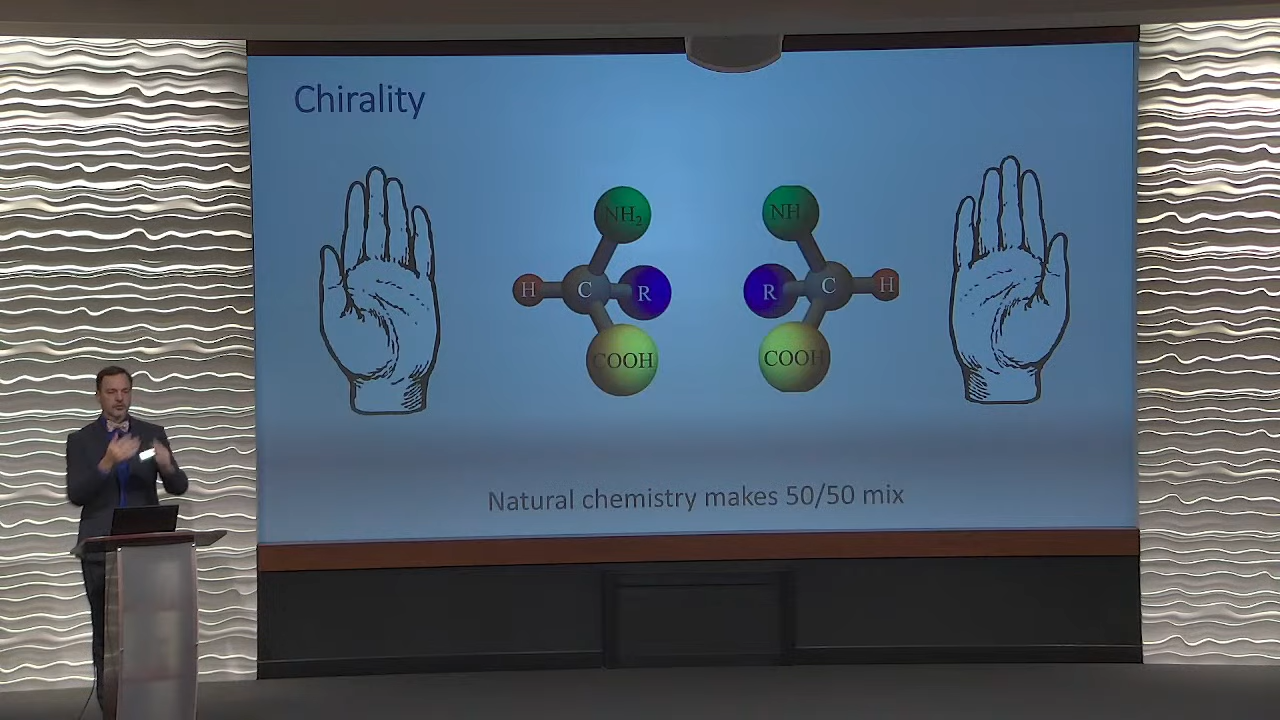 Chirality
NH₂
H
C
R
COOH
NH
R
C
H
COOH
Natural chemistry makes 50/50 mix